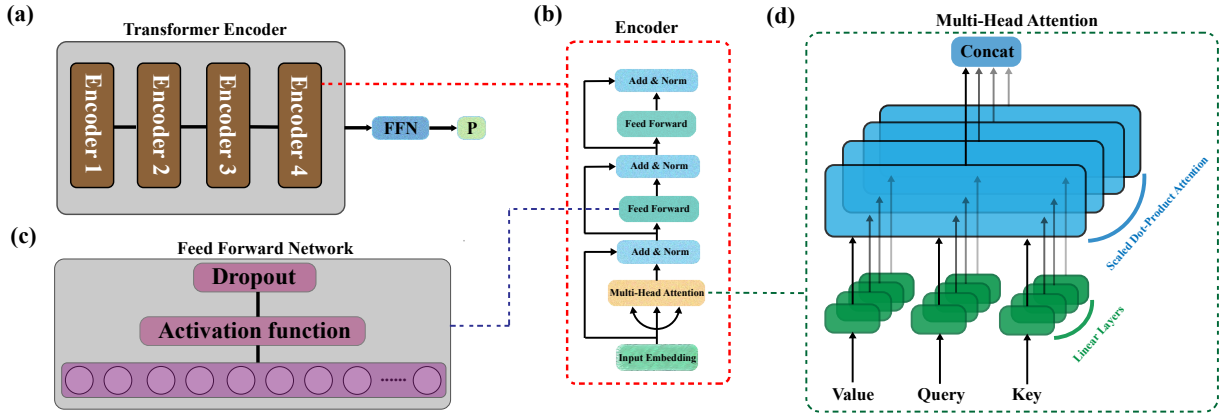 (a)
Transformer Encoder
Encoder 1
Encoder 2
Encoder 3
Encoder 4
FFN
P
(b)
Encoder
Add & Norm
Feed Forward
Add & Norm
Feed Forward
Add & Norm
Multi-Head Attention
Input Embedding
(c)
Feed Forward Network
Dropout
Activation function
......
(d)
Multi-Head Attention
Concat
Scaled Dot-Product Attention
Linear Layers
Value
Query
Key